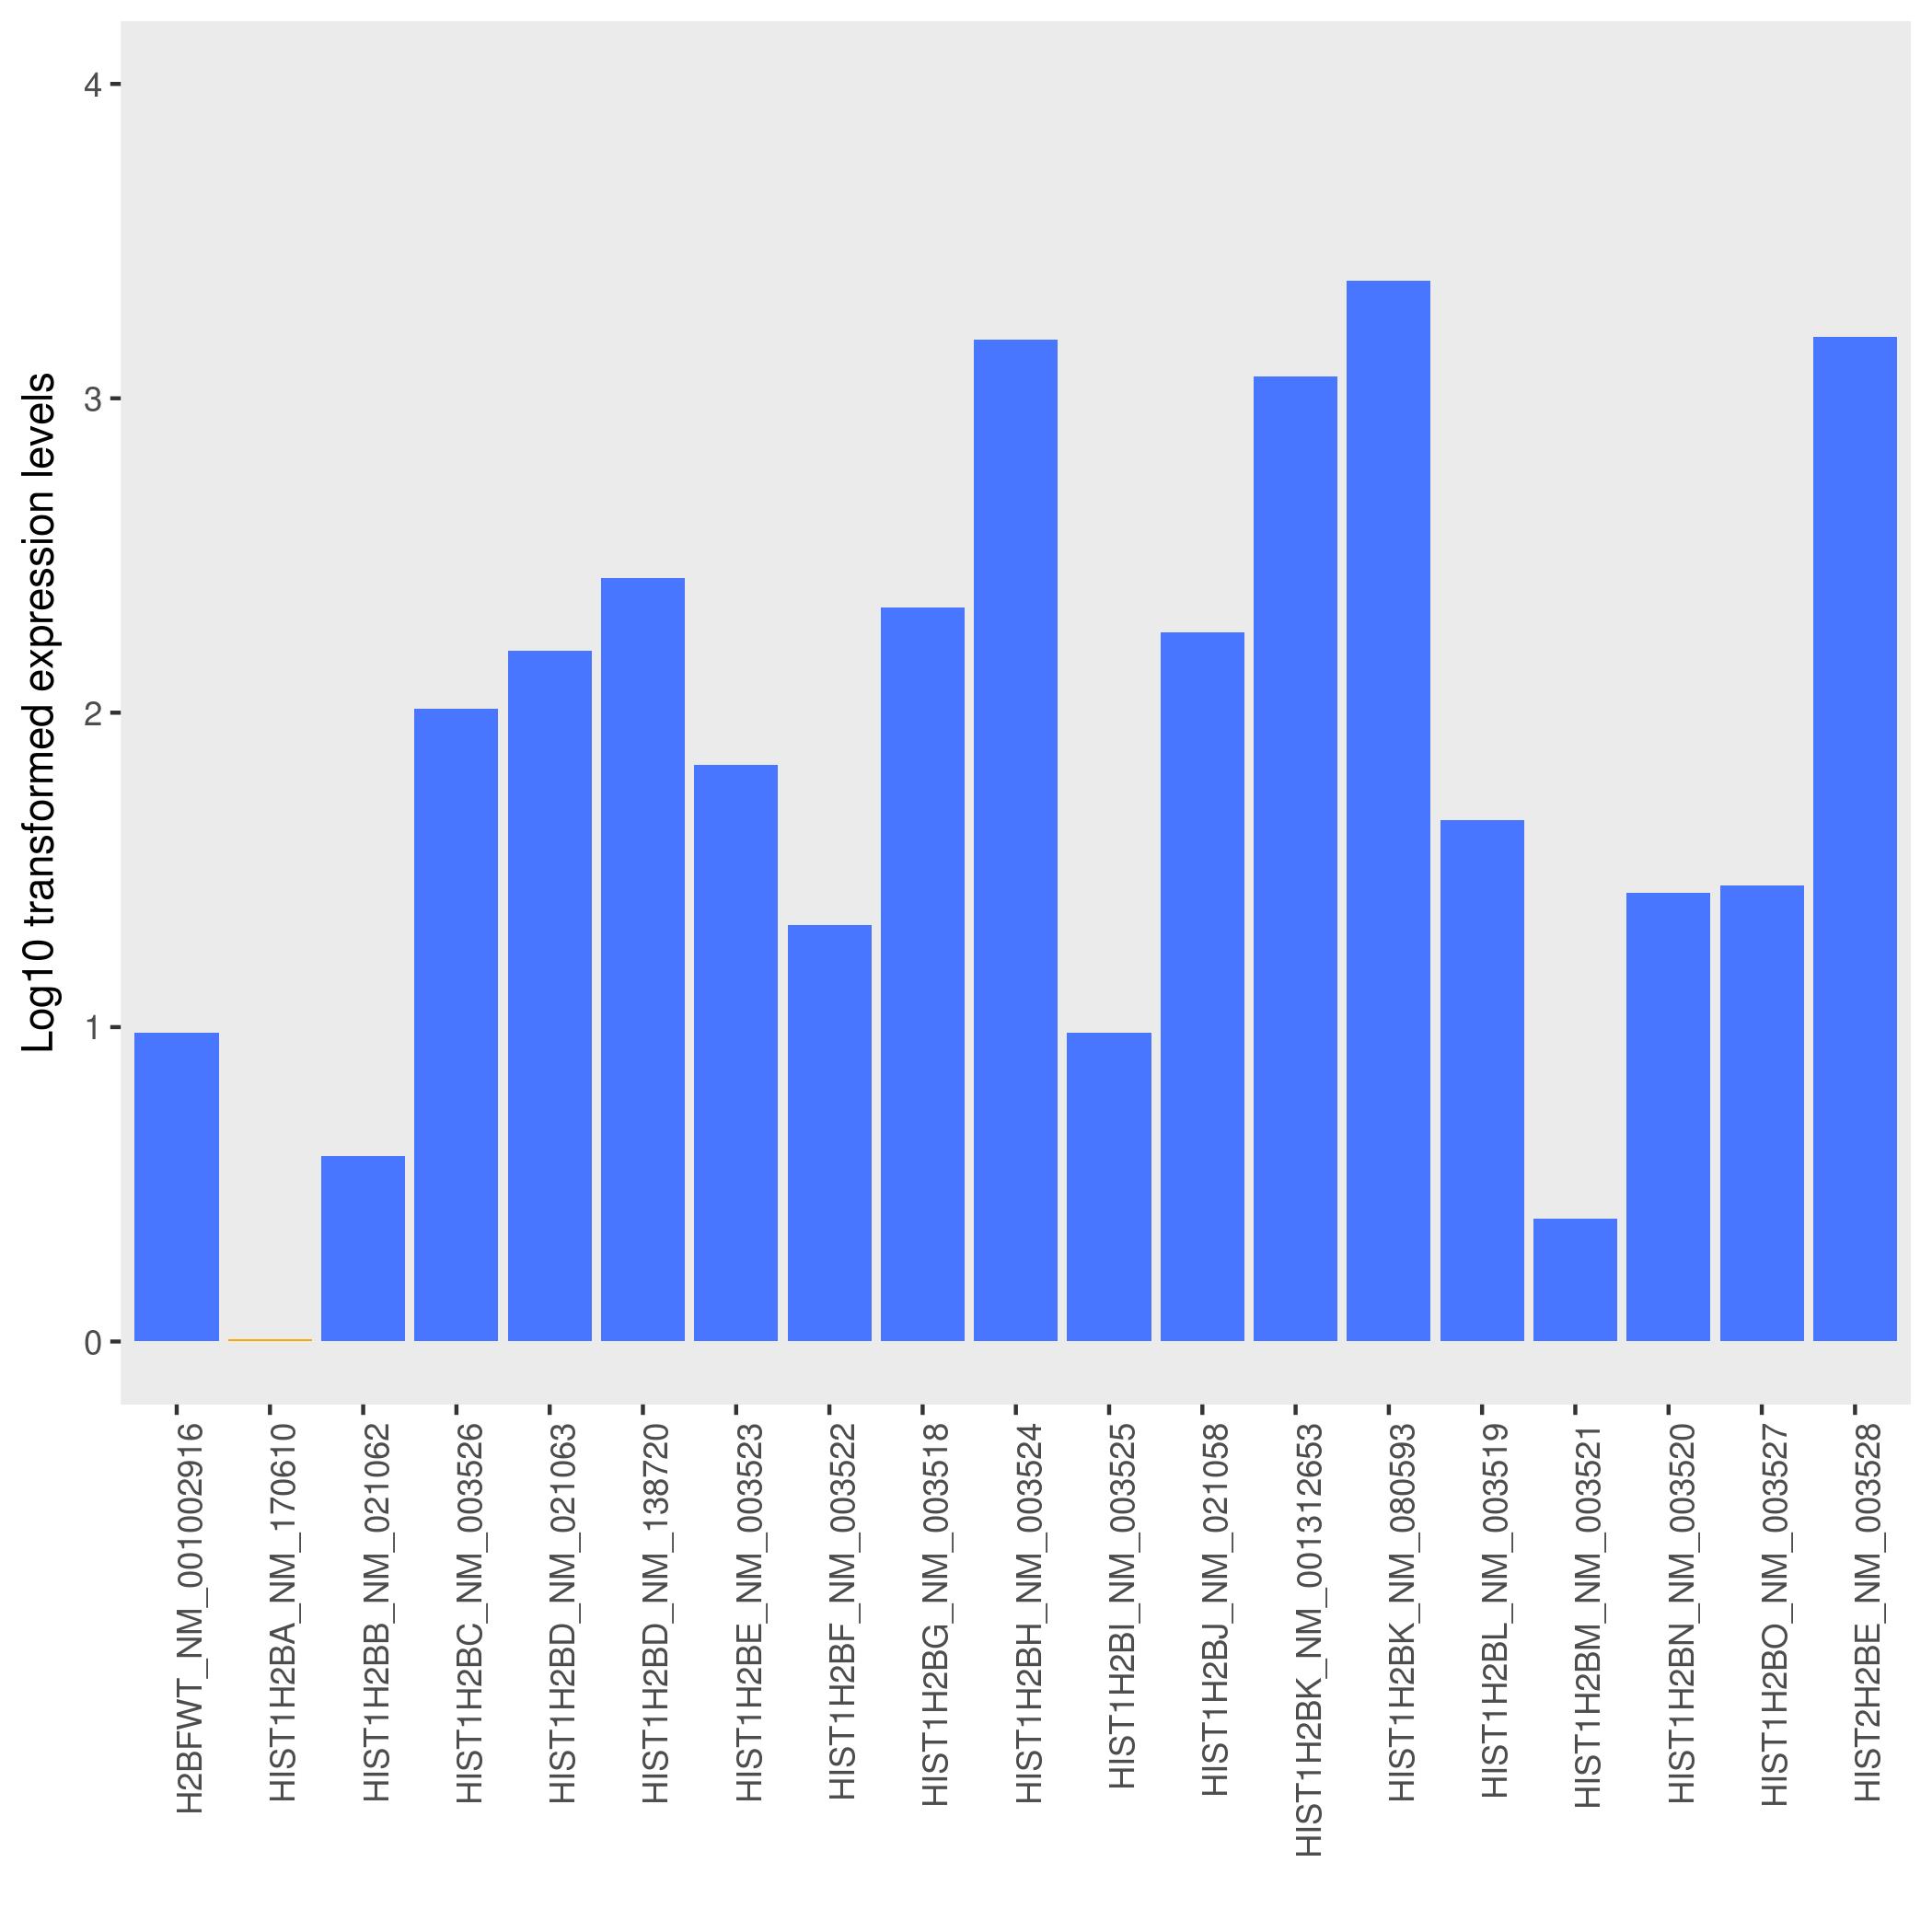 Log10 transformed expression levels
4
3
2
1
0
H2BFWT_NM_001002916
HIST1H2BA_NM_170610
HIST1H2BB_NM_021062
HIST1H2BC_NM_003526
HIST1H2BD_NM_021063
HIST1H2BD_NM_138720
HIST1H2BE_NM_003523
HIST1H2BF_NM_003522
HIST1H2BG_NM_003518
HIST1H2BH_NM_003524
HIST1H2BI_NM_003525
HIST1H2BJ_NM_021058
HIST1H2BK_NM_001312653
HIST1H2BK_NM_080593
HIST1H2BL_NM_003519
HIST1H2BM_NM_003521
HIST1H2BN_NM_003520
HIST1H2BO_NM_003527
HIST2H2BE_NM_003528